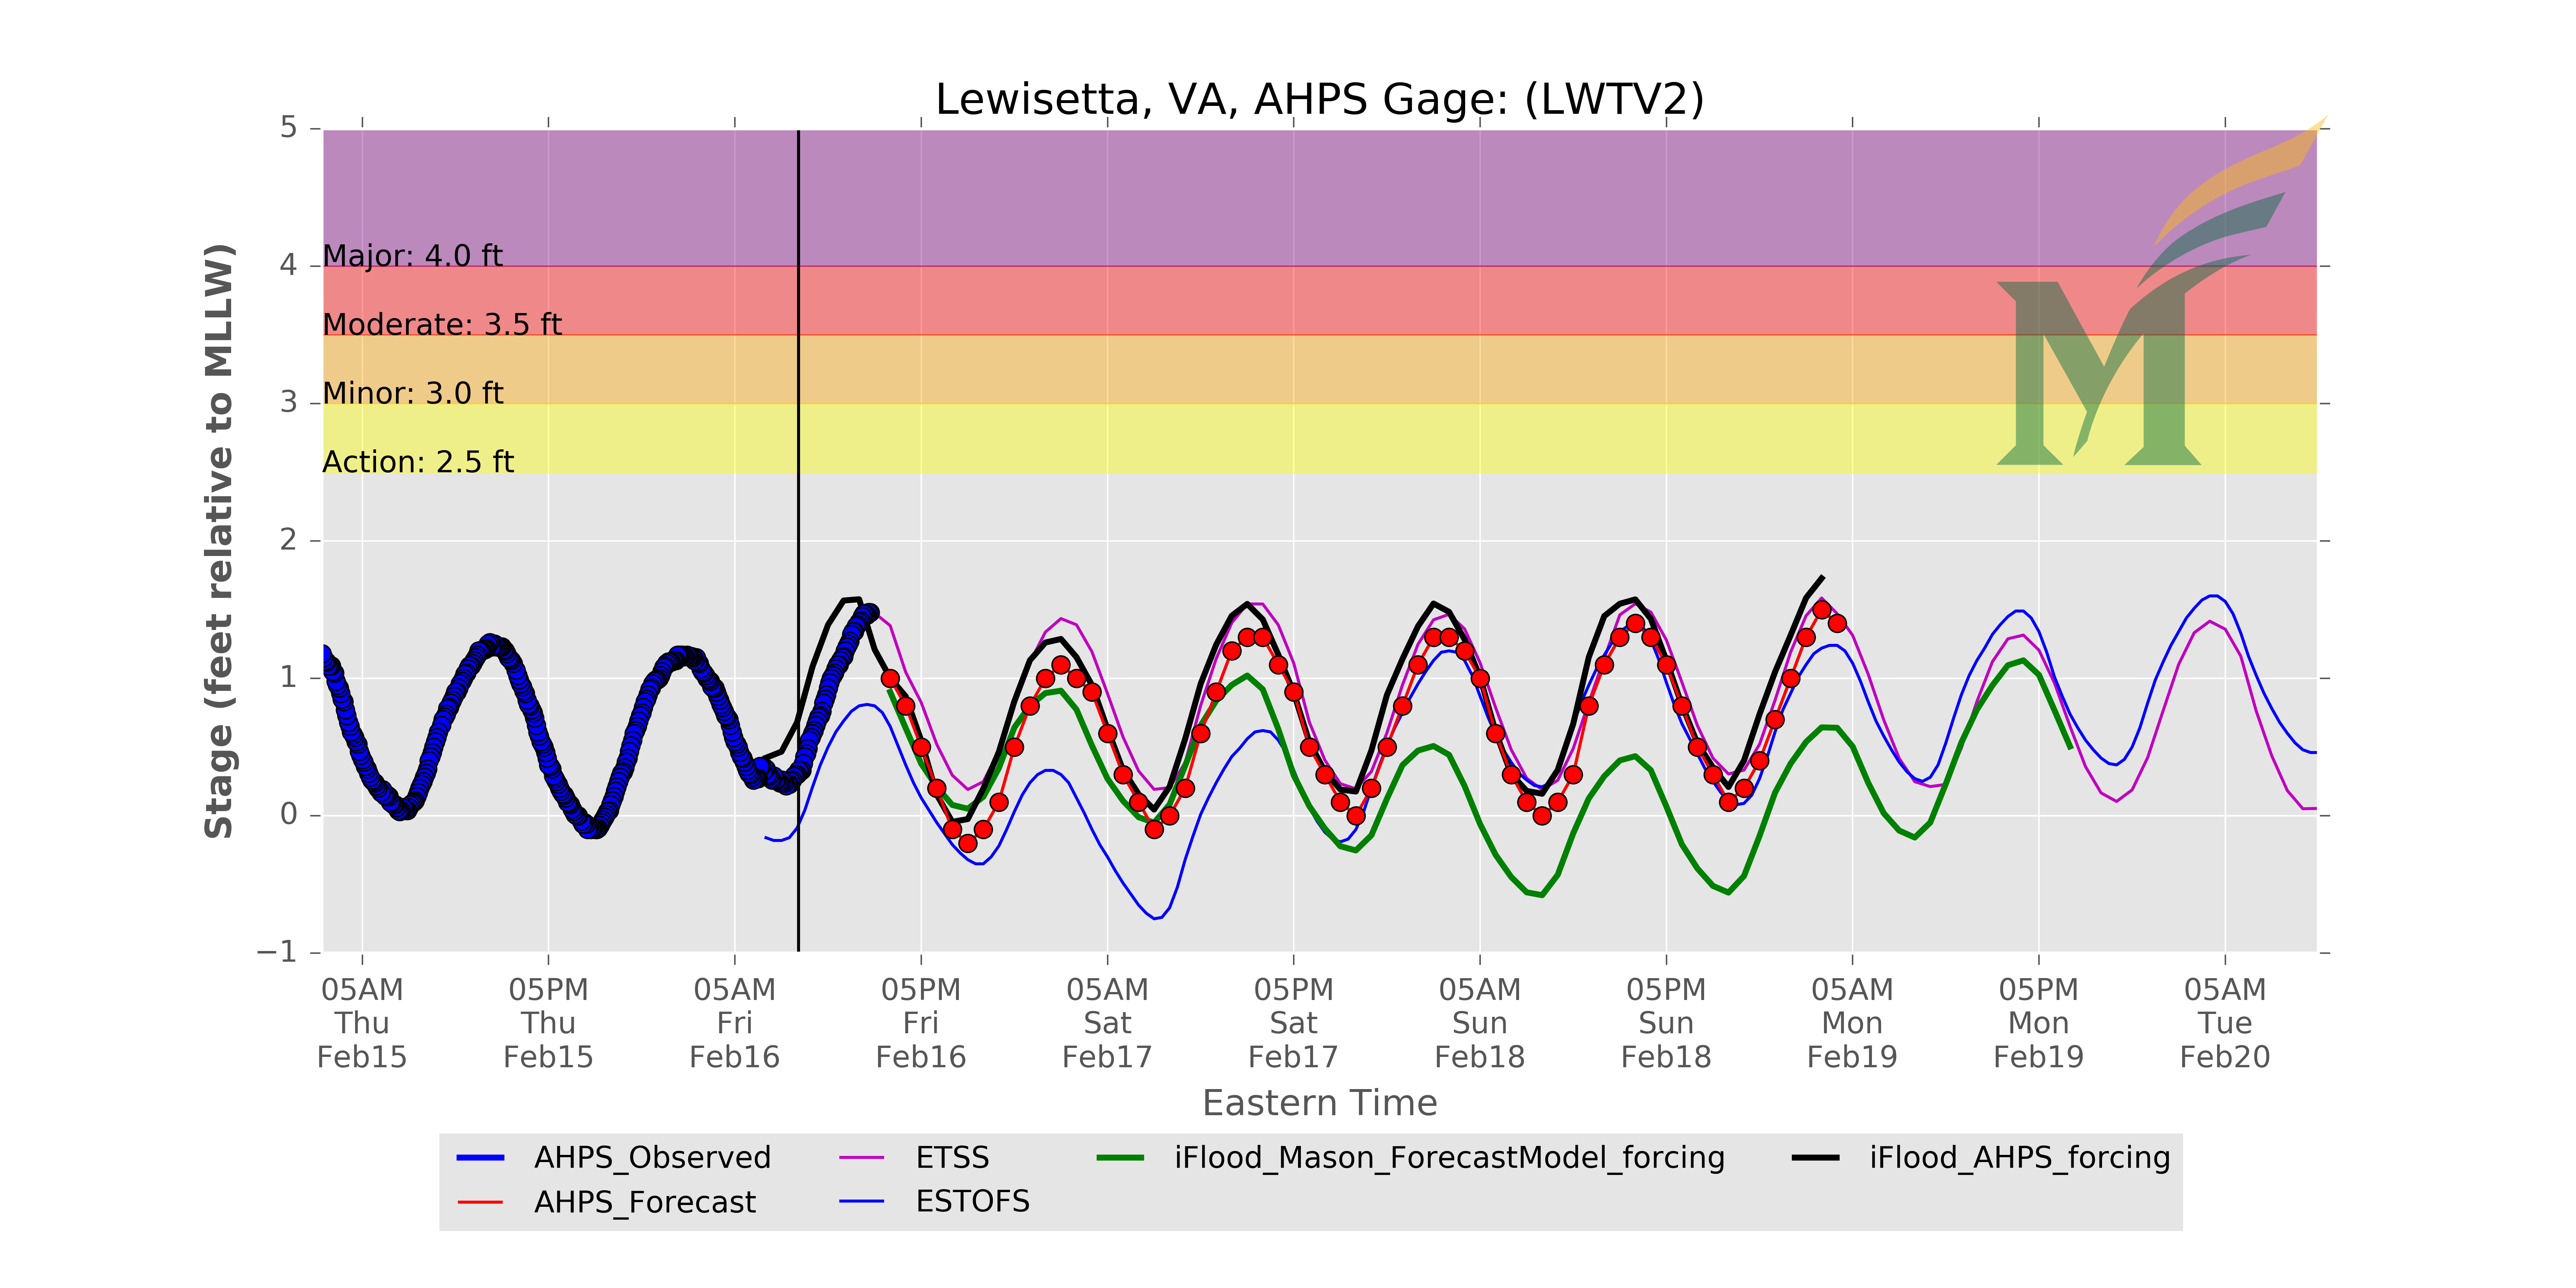 Lewisetta, VA, AHPS Gage: (LWTV2)
Stage (feet relative to MLLW)
5
4
3
2
1
0
−1
Major: 4.0 ft
Moderate: 3.5 ft
Minor: 3.0 ft
Action: 2.5 ft
05AM 05PM 05AM 05PM 05AM 05PM 05AM 05PM 05AM 05PM 05AM
Thu Thu Fri Fri Sat Sat Sun Sun Mon Mon Tue
Feb15 Feb15 Feb16 Feb16 Feb17 Feb17 Feb18 Feb18 Feb19 Feb19 Feb20
Eastern Time
AHPS_Observed ETSS iFlood_Mason_ForecastModel_forcing iFlood_AHPS_forcing
AHPS_Forecast ESTOFS
M